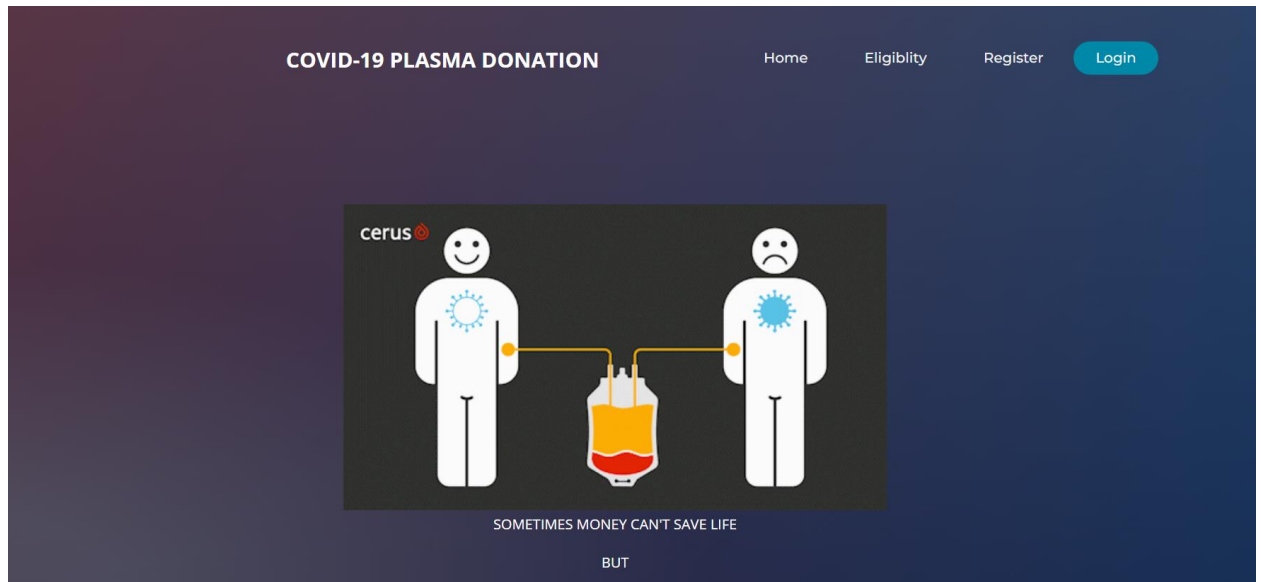 COVID-19 PLASMA DONATION
Home Eligiblity Register Login
cerus
SOMETIMES MONEY CAN'T SAVE LIFE
BUT